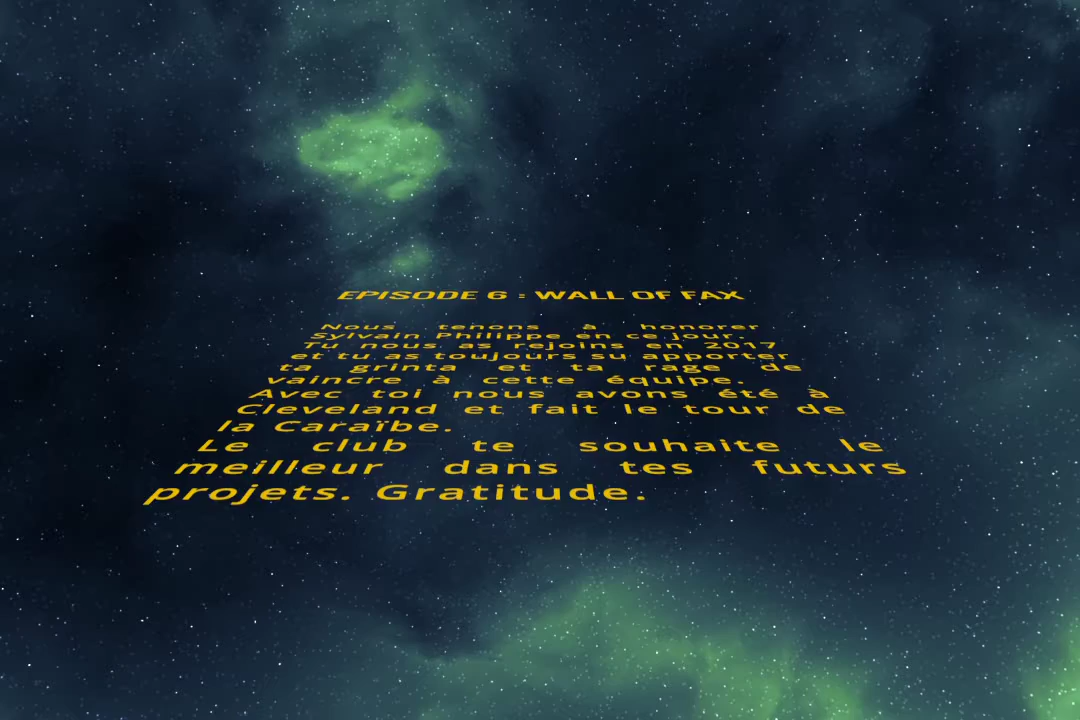 EPISODE 6 : WALL OF FAX
Nous tenons à honorer
Sylvain Philippe en ce jour.
Tu nous as rejoins en 2017
et tu as toujours su apporter
ta grinta et ta rage de
vaincre à cette équipe.
Avec toi nous avons été à
Cleveland et fait le tour de
la Caraïbe.
Le club te souhaite le
meilleur dans tes futurs
projets. Gratitude.